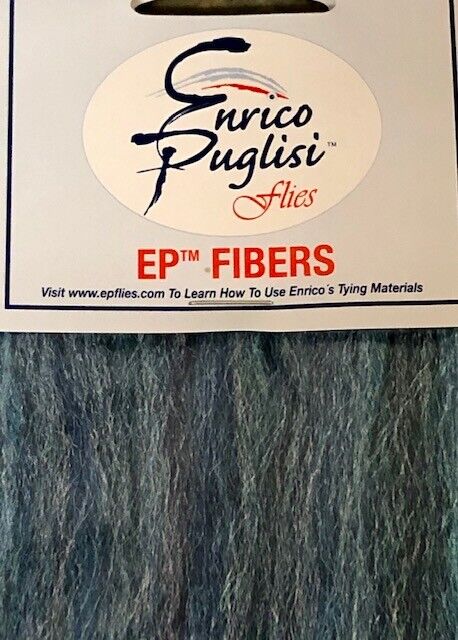 Enrico
Puglisi™
flies
EP™ FIBERS
Visit www.epflies.com To Learn How To Use Enrico´s Tying Materials